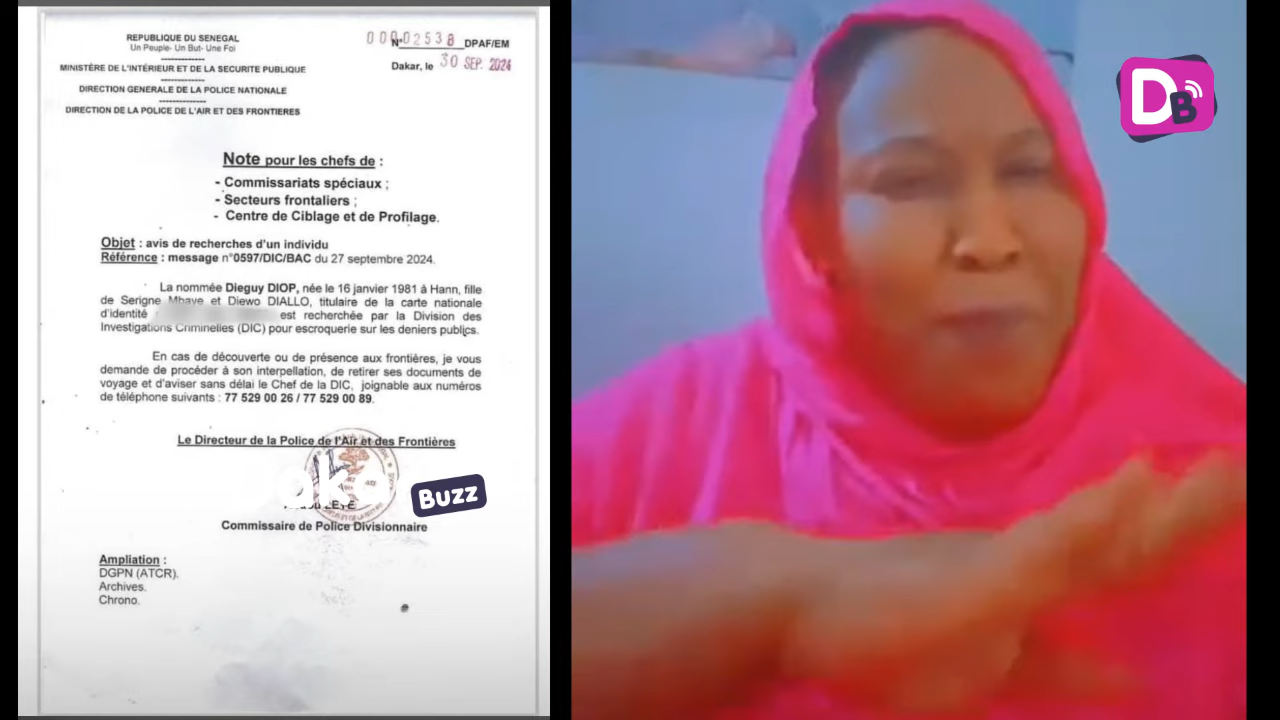 REPUBLIQUE DU SENEGAL
Un Peuple- Un But- Une Foi
MINISTÈRE DE L'INTÉRIEUR ET DE LA SECURITE PUBLIQUE
DIRECTION GENERALE DE LA POLICE NATIONALE
DIRECTION DE LA POLICE DE L'AIR ET DES FRONTIERES
N° 0002538 DPAF/EM
Dakar, le 30 SEP. 2024
Note pour les chefs de :
- Commissariats spéciaux ;
- Secteurs frontaliers ;
- Centre de Ciblage et de Profilage.
Objet : avis de recherches d'un individu
Référence : message n°0597/DIC/BAC du 27 septembre 2024.
La nommée Dieguy DIOP, née le 16 janvier 1981 à Hann, fille
de Serigne Mbaye et Diewo DIALLO, titulaire de la carte nationale
d'identité est recherchée par la Division des
Investigations Criminelles (DIC) pour escroquerie sur les deniers publics.
En cas de découverte ou de présence aux frontières, je vous
demande de procéder à son interpellation, de retirer ses documents de
voyage et d'aviser sans délai le Chef de la DIC, joignable aux numéros
de téléphone suivants : 77 529 00 26 / 77 529 00 89.
Le Directeur de la Police de l'Air et des Frontières
Buzz
Commissaire de Police Divisionnaire
Ampliation :
DGPN (ATCR).
Archives.
Chrono.
DB